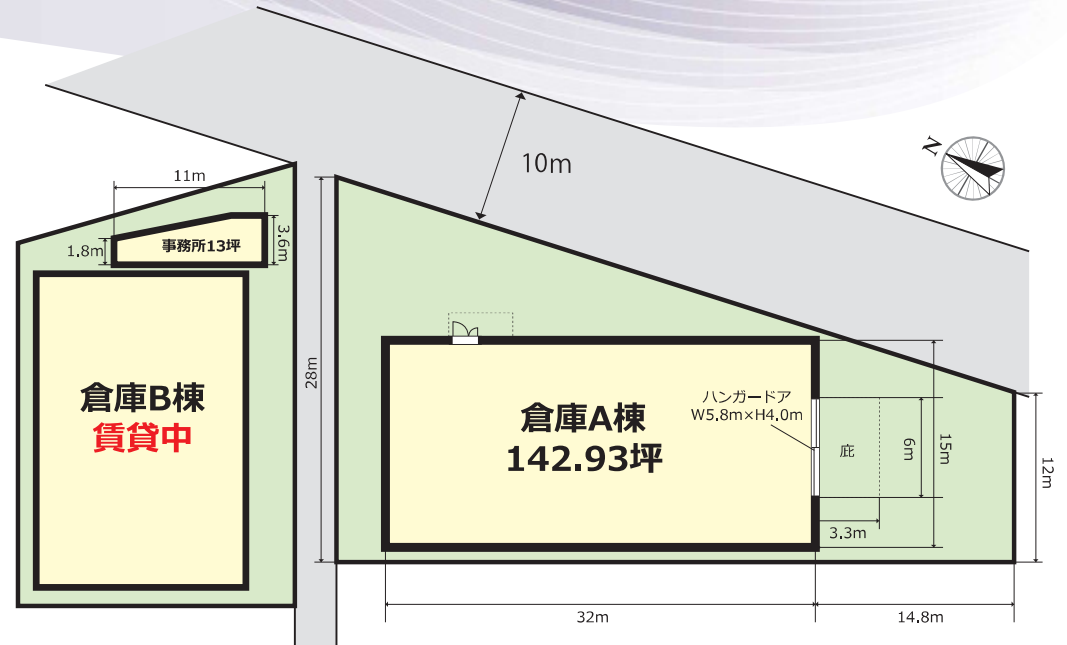 10m
N
11m
1.8m
事務所13坪
3.6m
倉庫B棟
賃貸中
28m
倉庫A棟
142.93坪
ハンガードア
W5.8m×H4.0m
庇
6m
15m
12m
3.3m
32m
14.8m